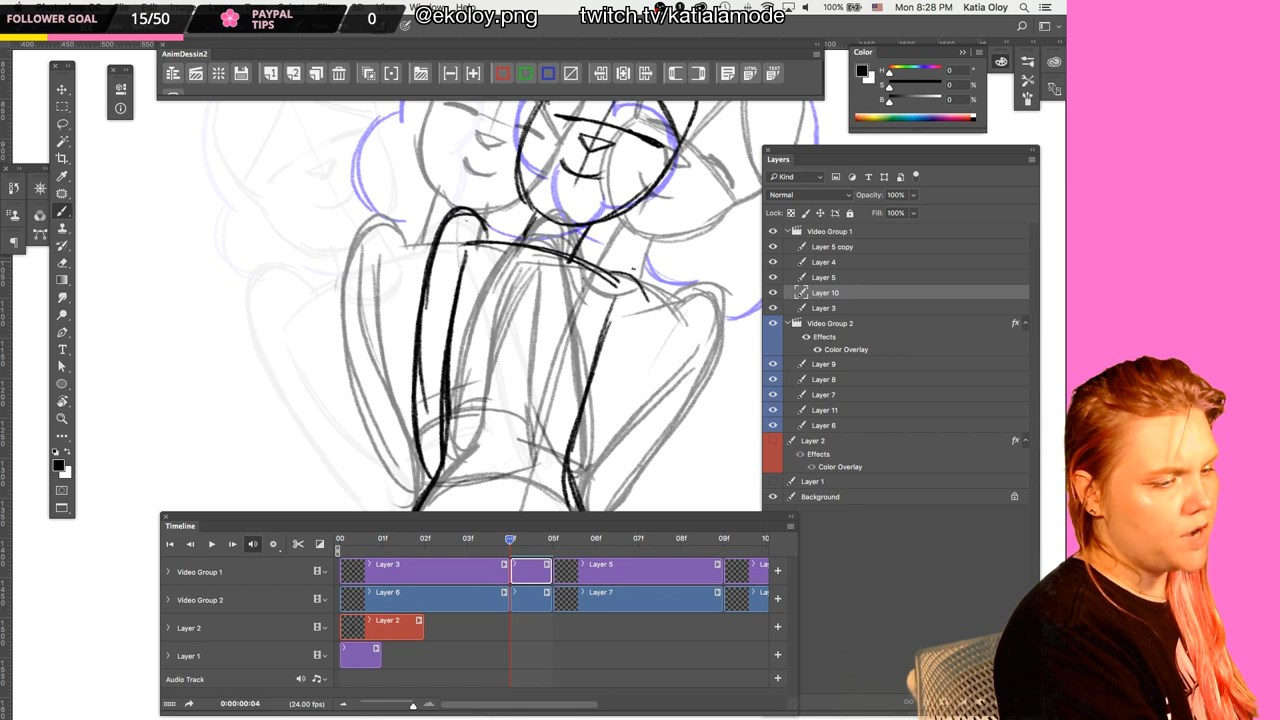 FOLLOWER GOAL 15/50 PAYPAL TIPS 0 @ekoloy.png twitch.tv/katialamode
100% Mon 8:28 PM Katia Oloy
AnimDessin2
Color
H 0 °
S 0 %
B 0 %
Layers
Kind
Normal Opacity: 100%
Lock: Fill: 100%
Video Group 1
Layer 5 copy
Layer 4
Layer 5
Layer 10
Layer 3
Video Group 2 fx
Effects
Color Overlay
Layer 9
Layer 8
Layer 7
Layer 11
Layer 6
Layer 2 fx
Effects
Color Overlay
Layer 1
Background
Timeline
00 01f 02f 03f f 05f 06f 07f 08f 09f 10
Video Group 1 Layer 3 Layer 5
Video Group 2 Layer 6 Layer 7
Layer 2 Layer 2
Layer 1
Audio Track
0:00:00:04 (24.00 fps)